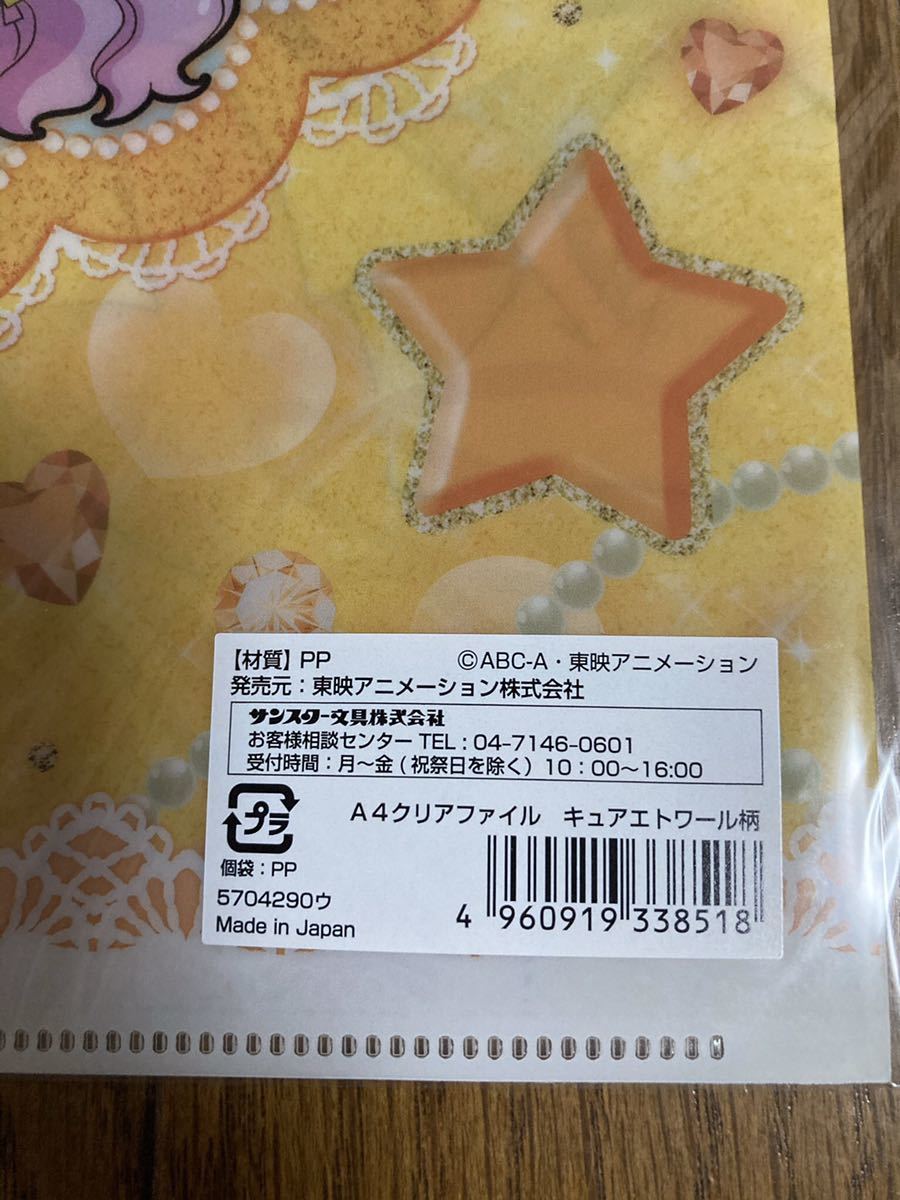 【材質】PP ©ABC-A・東映アニメーション
発売元：東映アニメーション株式会社
サンスター文具株式会社
お客様相談センター TEL：04-7146-0601
受付時間：月～金（祝祭日を除く）10：00～16:00
プラ
A4クリアファイル　キュアエトワール柄
個袋：PP
5704290ウ
Made in Japan
4 960919 338518